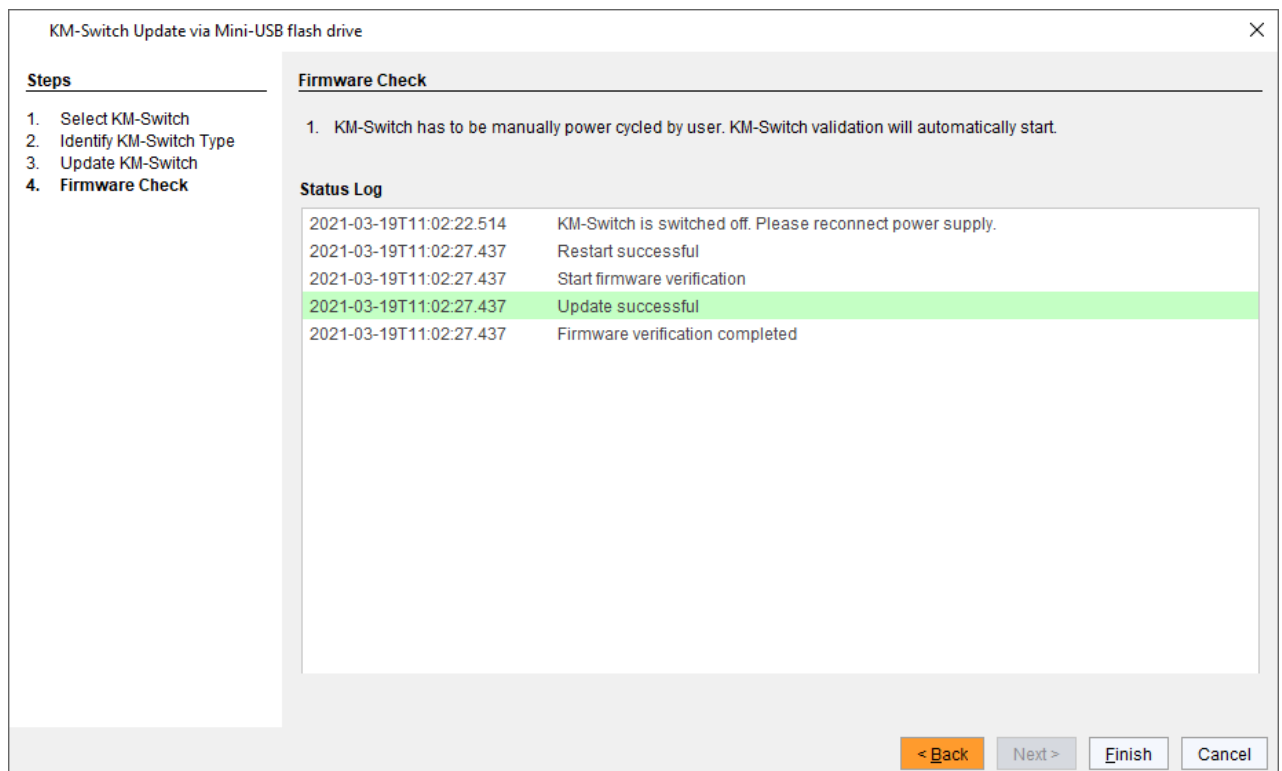 KM-Switch Update via Mini-USB flash drive
Steps
1. Select KM-Switch
2. Identify KM-Switch Type
3. Update KM-Switch
4. Firmware Check
Firmware Check
1. KM-Switch has to be manually power cycled by user. KM-Switch validation will automatically start.
Status Log
2021-03-19T11:02:22.514 KM-Switch is switched off. Please reconnect power supply.
2021-03-19T11:02:27.437 Restart successful
2021-03-19T11:02:27.437 Start firmware verification
2021-03-19T11:02:27.437 Update successful
2021-03-19T11:02:27.437 Firmware verification completed
< Back Next > Finish Cancel